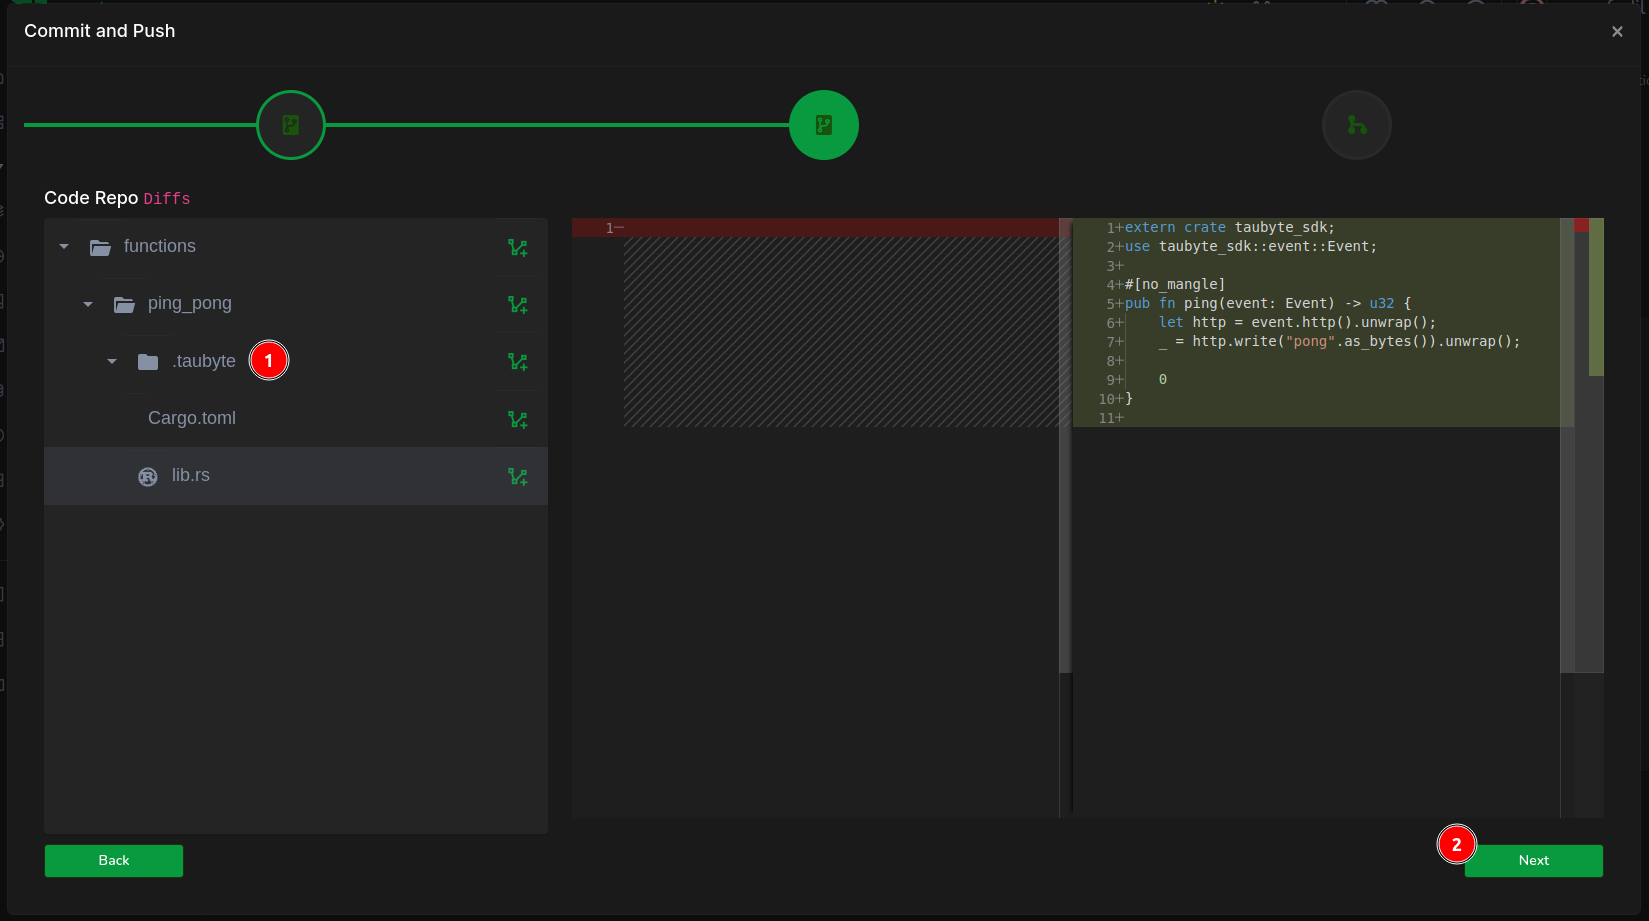 Commit and Push
×
Code Repo Diffs
functions
ping_pong
.taubyte
1
Cargo.toml
lib.rs
1−
1+extern crate taubyte_sdk;
2+use taubyte_sdk::event::Event;
3+
4+#[no_mangle]
5+pub fn ping(event: Event) -> u32 {
6+    let http = event.http().unwrap();
7+    _ = http.write("pong".as_bytes()).unwrap();
8+
9+    0
10+}
11+
Back
2
Next